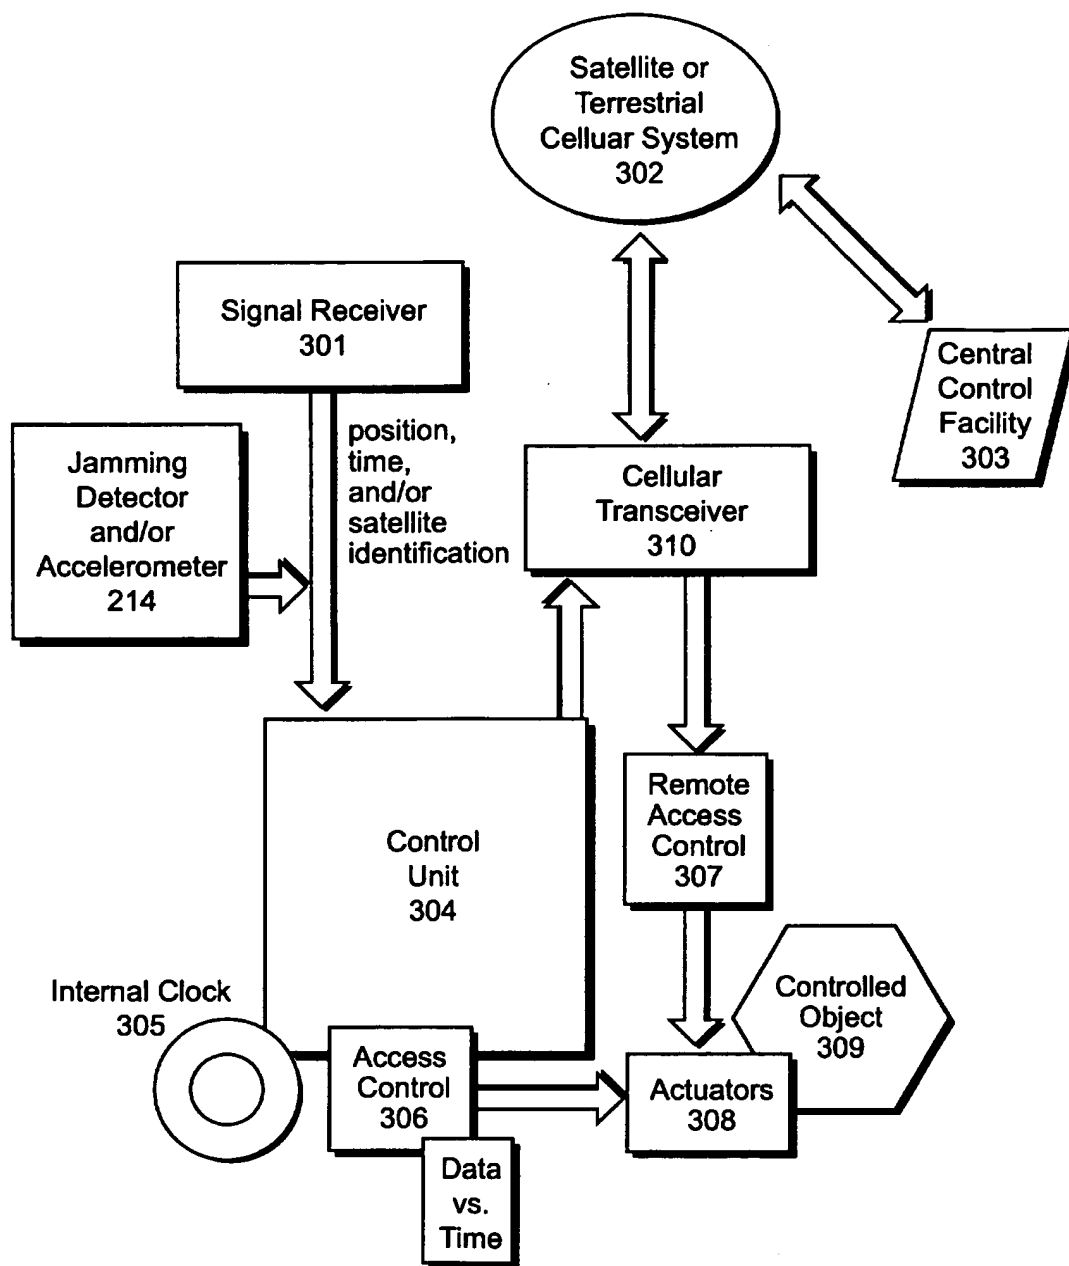 Satellite or
Terrestrial
Celluar System
302
Signal Receiver
301
Central
Control
Facility
303
position,
time,
and/or
satellite
identification
Jamming
Detector
and/or
Accelerometer
214
Cellular
Transceiver
310
Remote
Access
Control
307
Control
Unit
304
Internal Clock
305
Controlled
Object
309
Access
Control
306
Actuators
308
Data
vs.
Time